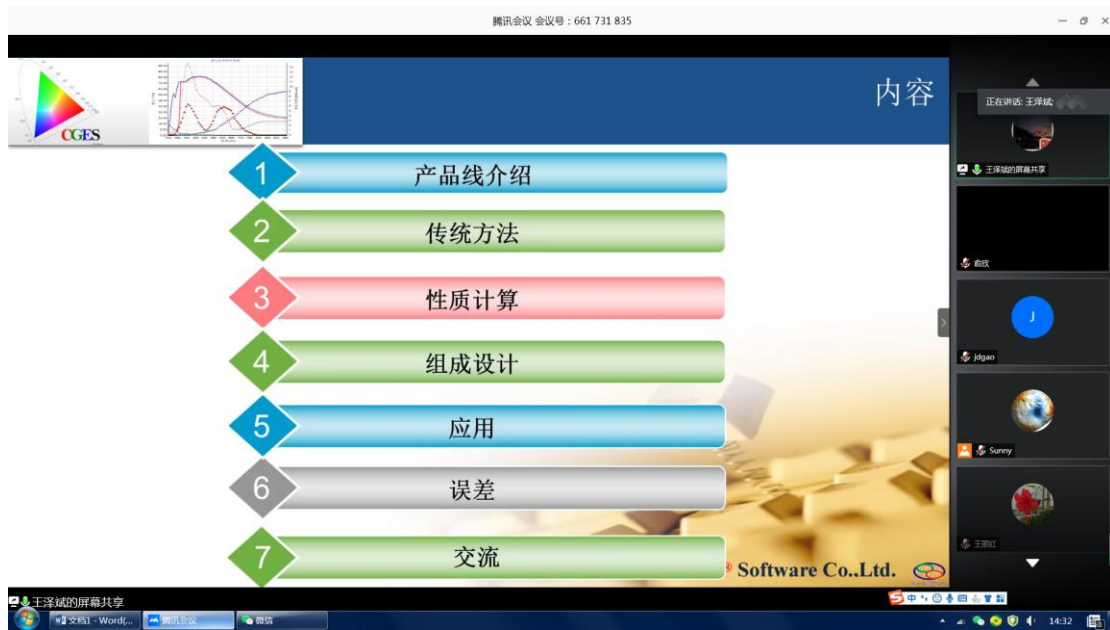 腾讯会议 会议号：661 731 835
内容
CGES
1 产品线介绍
2 传统方法
3 性质计算
4 组成设计
5 应用
6 误差
7 交流
Software Co.,Ltd.
正在讲话: 王泽斌;
王泽斌的屏幕共享
俞欣
J
jdgao
Sunny
王丽红
王泽斌的屏幕共享
中
文档1 - Word(...
腾讯会议
微信
14:32